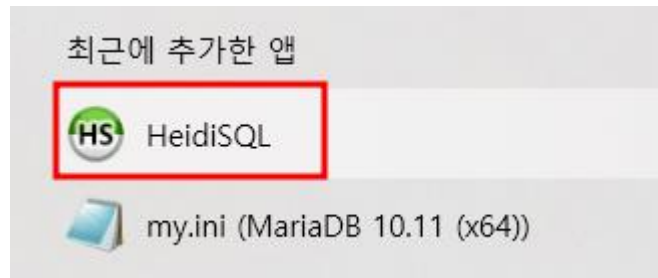 최근에 추가한 앱
HS HeidiSQL
my.ini (MariaDB 10.11 (x64))